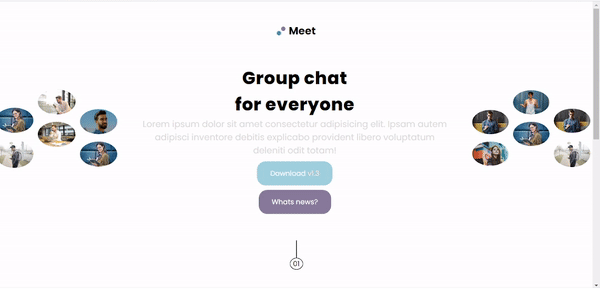 Meet
Group chat
for everyone
Lorem ipsum dolor sit amet consectetur adipisicing elit. Ipsam autem
adipisci inventore debitis explicabo provident libero voluptatum
deleniti odit totam!
Download v1.3
Whats news?
01